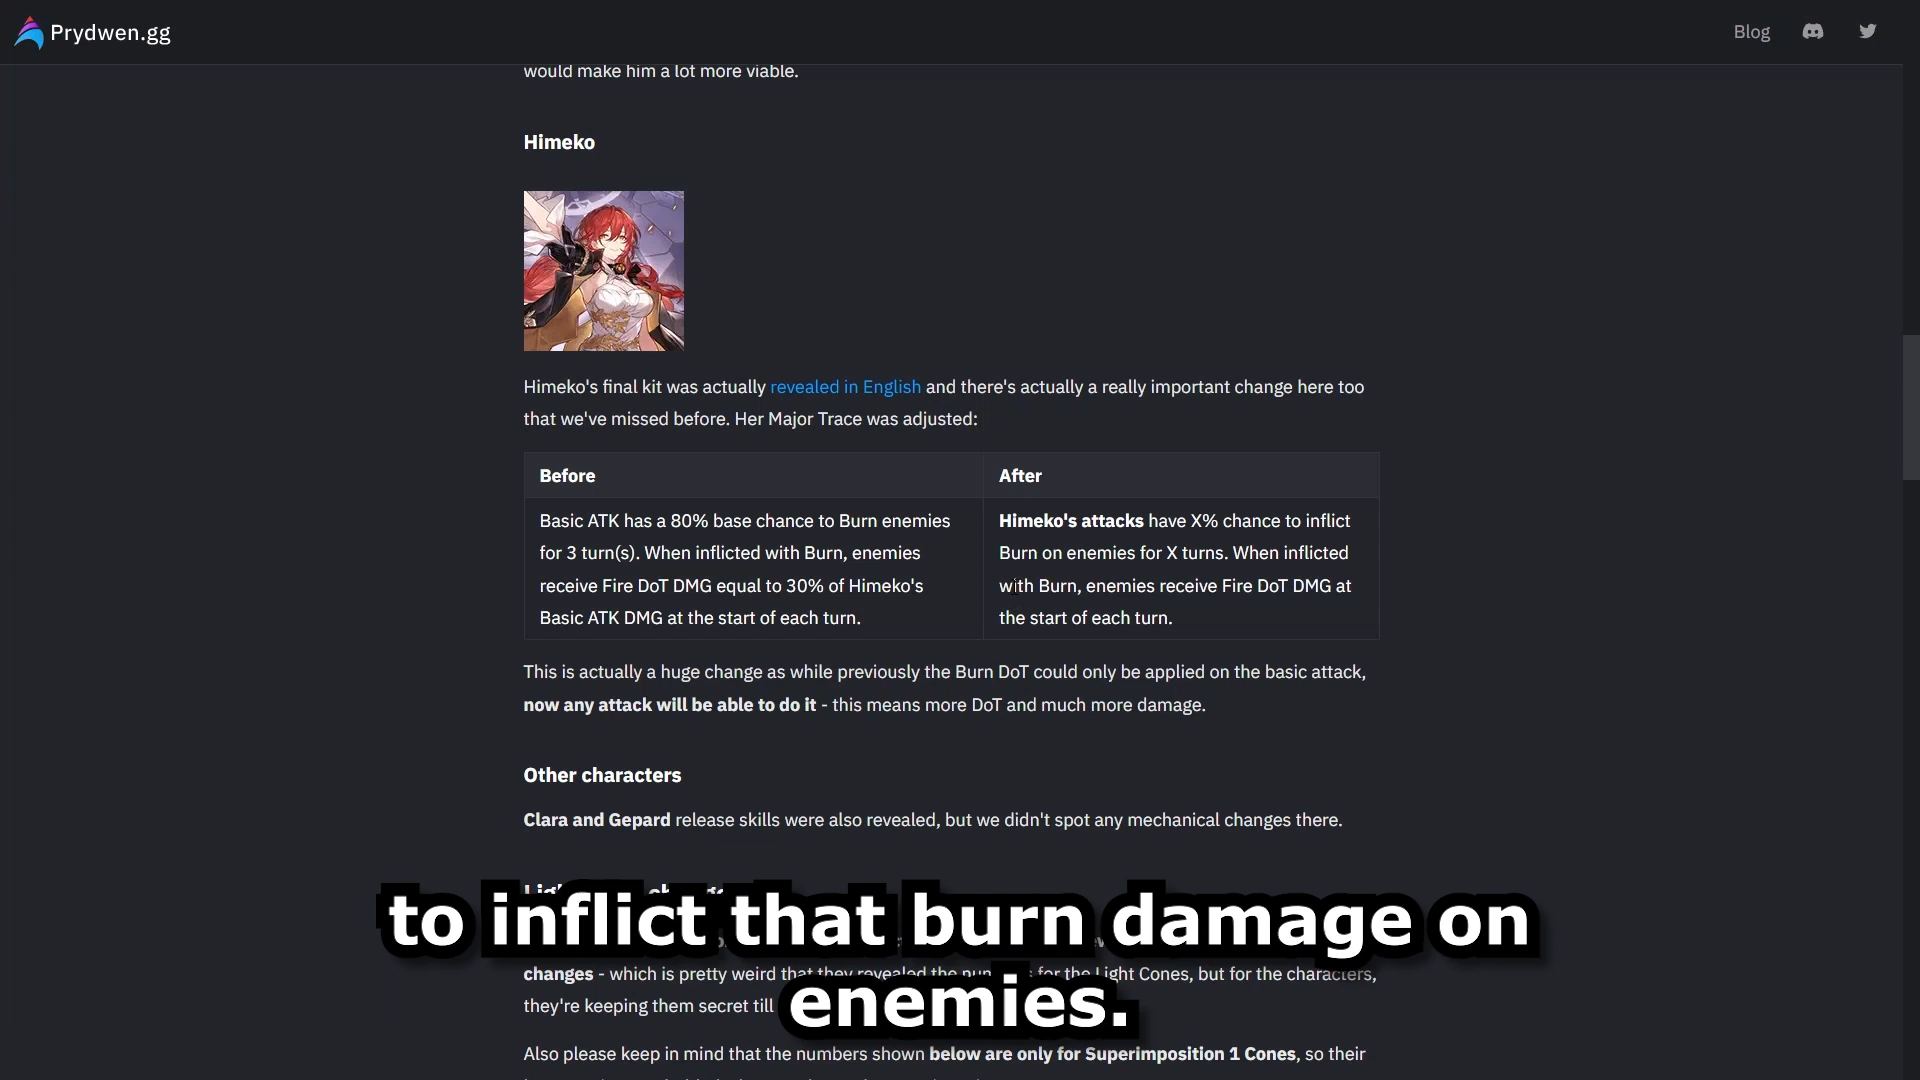 Prydwen.gg
Blog
would make him a lot more viable.
Himeko
Himeko's final kit was actually revealed in English and there's actually a really important change here too
that we've missed before. Her Major Trace was adjusted:
Before
After
Basic ATK has a 80% base chance to Burn enemies
for 3 turn(s). When inflicted with Burn, enemies
receive Fire DoT DMG equal to 30% of Himeko's
Basic ATK DMG at the start of each turn.
Himeko's attacks have X% chance to inflict
Burn on enemies for X turns. When inflicted
with Burn, enemies receive Fire DoT DMG at
the start of each turn.
This is actually a huge change as while previously the Burn DoT could only be applied on the basic attack,
now any attack will be able to do it - this means more DoT and much more damage.
Other characters
Clara and Gepard release skills were also revealed, but we didn't spot any mechanical changes there.
to inflict that burn damage on
enemies.
changes - which is pretty weird that they revealed the for the Light Cones, but for the characters,
they're keeping them secret till
Also please keep in mind that the numbers shown below are only for Superimposition 1 Cones, so their